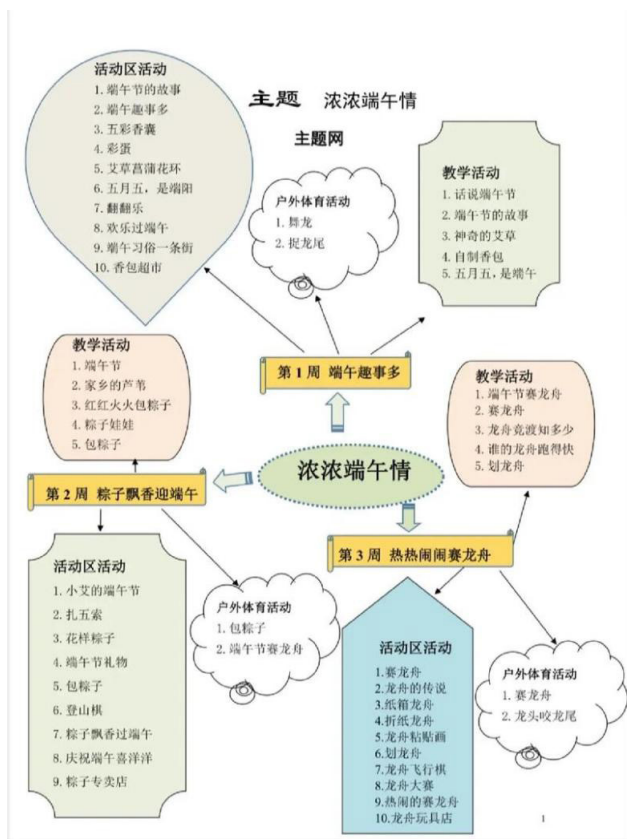 主题 浓浓端午情
主题网
活动区活动
1. 端午节的故事
2. 端午趣事多
3. 五彩香囊
4. 彩蛋
5. 艾草菖蒲花环
6. 五月五，是端阳
7. 翻翻乐
8. 欢乐过端午
9. 端午习俗一条街
10. 香包超市
户外体育活动
1. 舞龙
2. 捉龙尾
教学活动
1. 话说端午节
2. 端午节的故事
3. 神奇的艾草
4. 自制香包
5. 五月五,是端午
第 1 周 端午趣事多
教学活动
1. 端午节
2. 家乡的芦苇
3. 红红火火包粽子
4. 粽子娃娃
5. 包粽子
教学活动
1. 端午节赛龙舟
2. 赛龙舟
3. 龙舟竞渡知多少
4. 谁的龙舟跑得快
5. 划龙舟
浓浓端午情
第 2 周 粽子飘香迎端午
第 3 周 热热闹闹赛龙舟
活动区活动
1. 小艾的端午节
2. 扎五索
3. 花样粽子
4. 端午节礼物
5. 包粽子
6. 登山棋
7. 粽子飘香过端午
8. 庆祝端午喜洋洋
9. 粽子专卖店
户外体育活动
1. 包粽子
2. 端午节赛龙舟
活动区活动
1.赛龙舟
2.龙舟的传说
3.纸箱龙舟
4.折纸龙舟
5.龙舟粘贴画
6.划龙舟
7.龙舟飞行棋
8.龙舟大赛
9.热闹的赛龙舟
10.龙舟玩具店
户外体育活动
1. 赛龙舟
2. 龙头咬龙尾
1